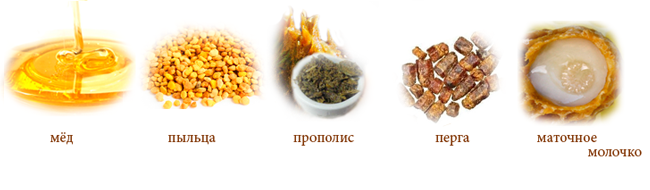 мёд
пыльца
прополис
перга
маточное
молочко